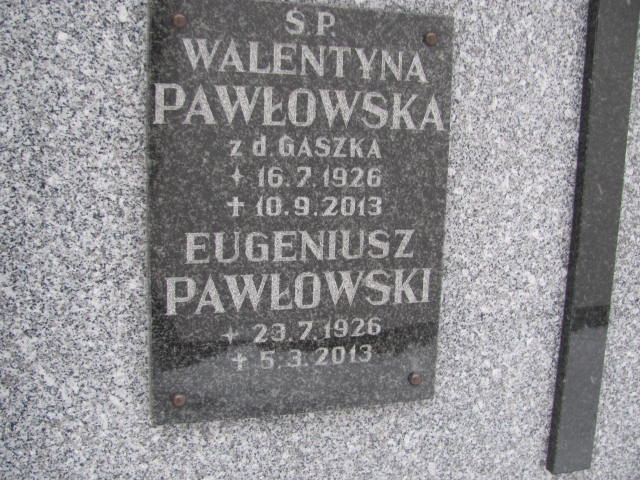 Ś.P.
WALENTYNA
PAWŁOWSKA
z d GASZKA
+ 16.7.1926
✝ 10.9.2013
EUGENIUSZ
PAWŁOWSKI
+ 23.7.1926
✝ 5.3.2013